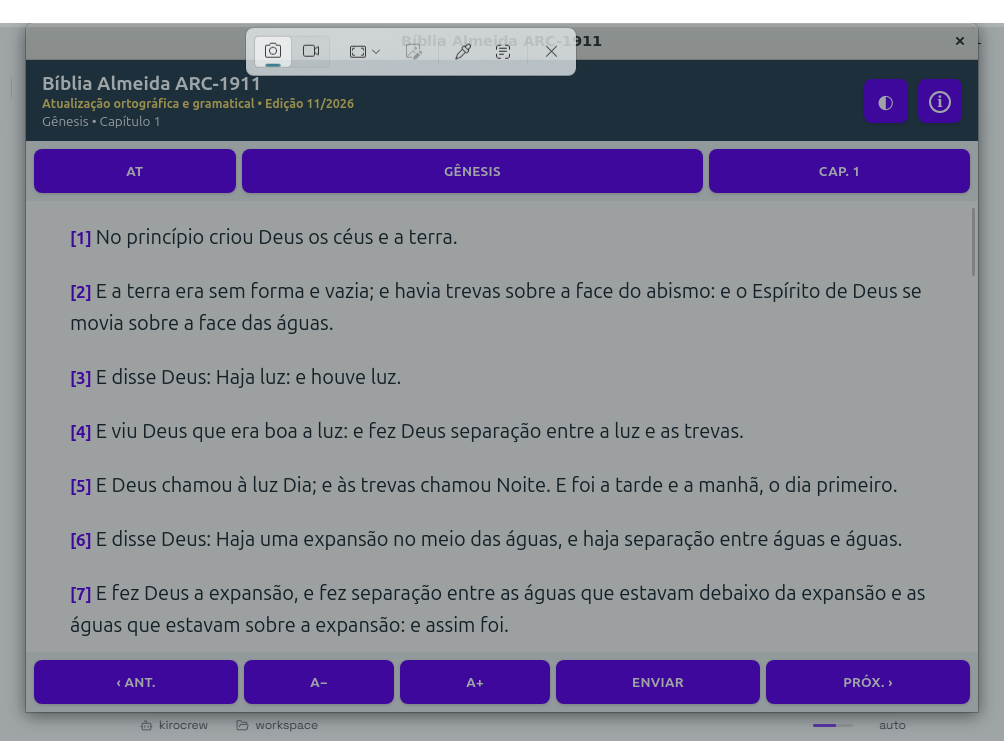 Bíblia Almeida ARC-1911
×
Bíblia Almeida ARC-1911
Atualização ortográfica e gramatical • Edição 11/2026
Gênesis • Capítulo 1
AT
GÊNESIS
CAP. 1
[1] No princípio criou Deus os céus e a terra.
[2] E a terra era sem forma e vazia; e havia trevas sobre a face do abismo: e o Espírito de Deus se
movia sobre a face das águas.
[3] E disse Deus: Haja luz: e houve luz.
[4] E viu Deus que era boa a luz: e fez Deus separação entre a luz e as trevas.
[5] E Deus chamou à luz Dia; e às trevas chamou Noite. E foi a tarde e a manhã, o dia primeiro.
[6] E disse Deus: Haja uma expansão no meio das águas, e haja separação entre águas e águas.
[7] E fez Deus a expansão, e fez separação entre as águas que estavam debaixo da expansão e as
águas que estavam sobre a expansão: e assim foi.
‹ ANT.
A−
A+
ENVIAR
PRÓX. ›
kirocrew
workspace
auto